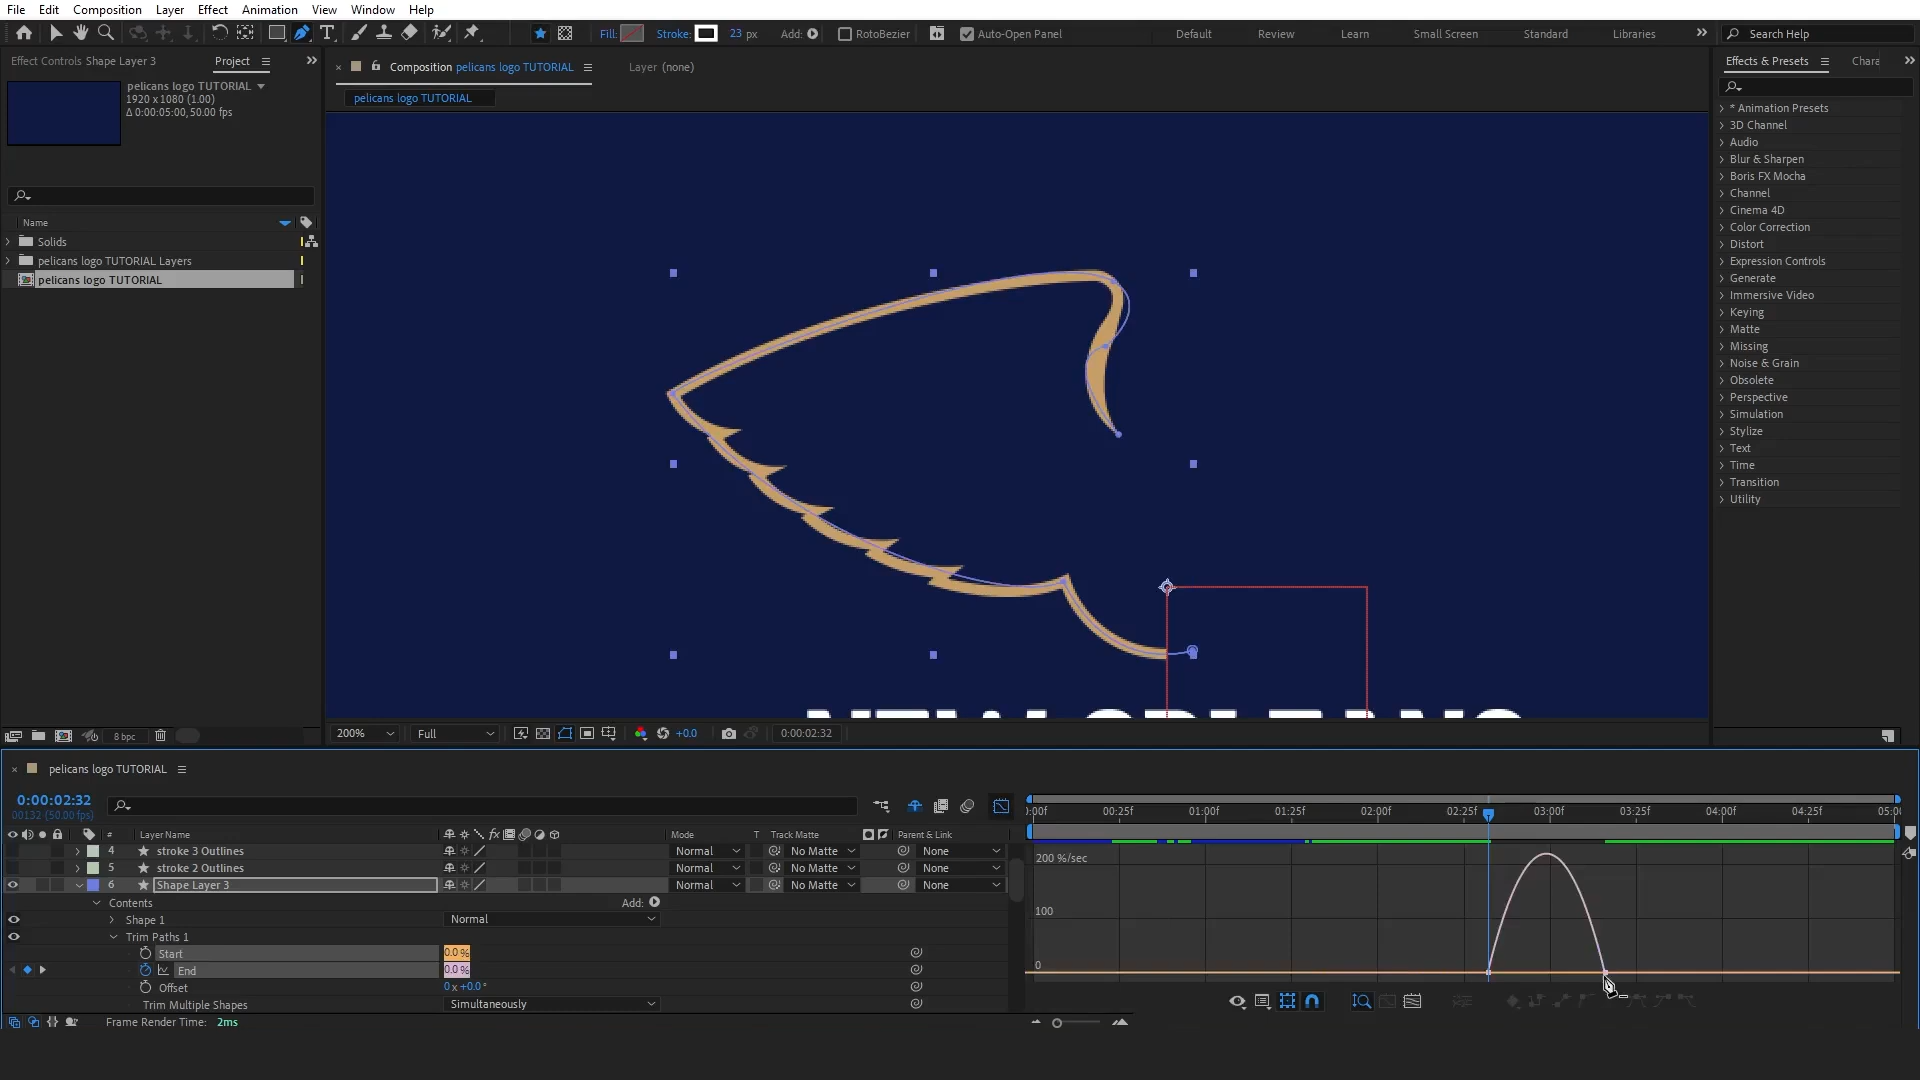 File Edit Composition Layer Effect Animation View Window Help
Fill: Stroke: 23 px Add: RotoBezier Auto-Open Panel Default Review Learn Small Screen Standard Libraries Search Help
Effect Controls Shape Layer 3 Project Composition pelicans logo TUTORIAL Layer (none) Effects & Presets Chara
pelicans logo TUTORIAL
1920 x 1080 (1.00)
Δ 0:00:05:00, 50.00 fps
pelicans logo TUTORIAL
Name
Solids
pelicans logo TUTORIAL Layers
pelicans logo TUTORIAL
* Animation Presets
3D Channel
Audio
Blur & Sharpen
Boris FX Mocha
Channel
Cinema 4D
Color Correction
Distort
Expression Controls
Generate
Immersive Video
Keying
Matte
Missing
Noise & Grain
Obsolete
Perspective
Simulation
Stylize
Text
Time
Transition
Utility
8 bpc 200% Full +0.0 0:00:02:32
pelicans logo TUTORIAL
0:00:02:32
00132 (50.00 fps)
:00f 00:25f 01:00f 01:25f 02:00f 02:25f 03:00f 03:25f 04:00f 04:25f 05:00
# Layer Name Mode T Track Matte Parent & Link
4 stroke 3 Outlines Normal No Matte None
5 stroke 2 Outlines Normal No Matte None
6 Shape Layer 3 Normal No Matte None
Contents Add:
Shape 1 Normal
Trim Paths 1
Start 0.0 %
End 0.0 %
Offset 0 x +0.0 °
Trim Multiple Shapes Simultaneously
200 %/sec
100
0
Frame Render Time: 2ms